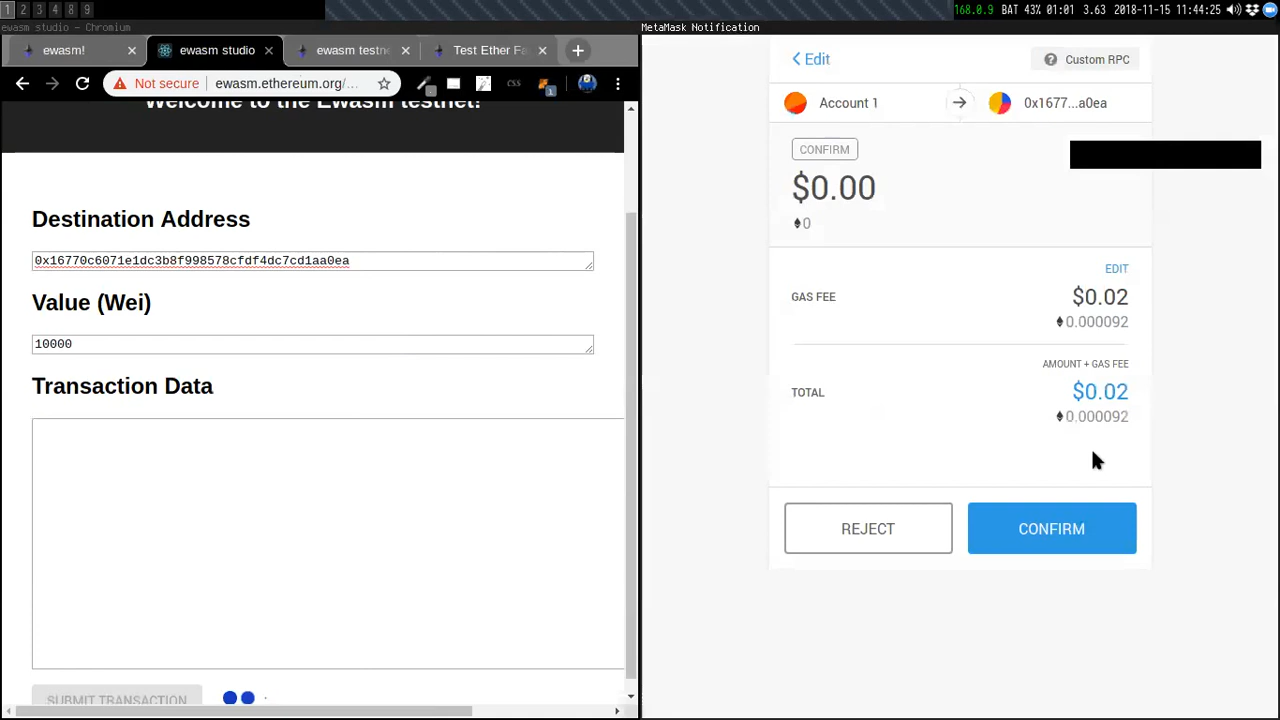 1 2 3 4 8 9
168.0.9 BAT 43% 01:01 3.63 2018-11-15 11:44:25
ewasm studio - Chromium
MetaMask Notification
ewasm!
ewasm studio
ewasm testne
Test Ether Fa
Not secure
ewasm.ethereum.org/...
CSS
1
Welcome to the Ewasm testnet!
Destination Address
0x16770c6071e1dc3b8f998578cfdf4dc7cd1aa0ea
Value (Wei)
10000
Transaction Data
SUBMIT TRANSACTION
Edit
Custom RPC
Account 1
0x1677...a0ea
CONFIRM
$0.00
0
EDIT
GAS FEE
$0.02
0.000092
AMOUNT + GAS FEE
TOTAL
$0.02
0.000092
REJECT
CONFIRM